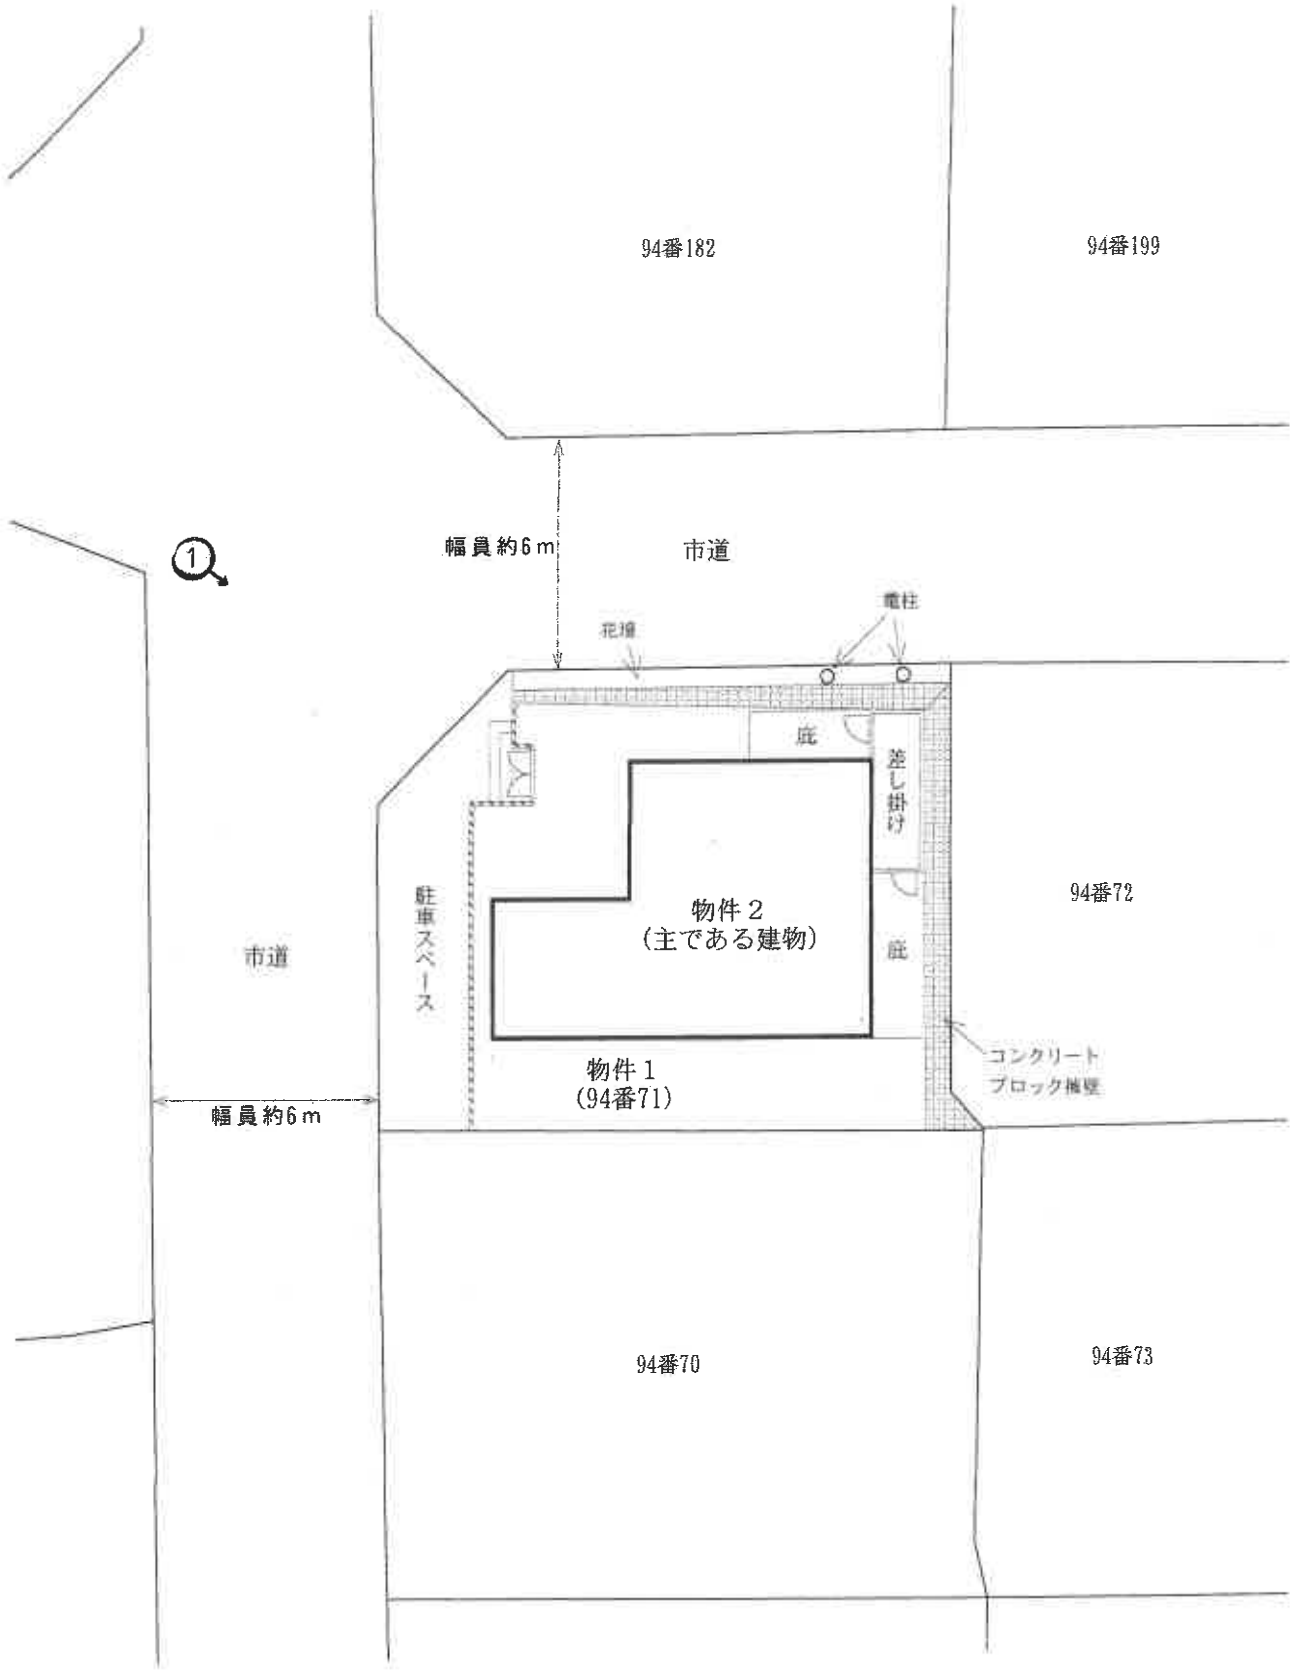 94番182
94番199
①
幅員約6m
市道
電柱
花壇
庇
差し掛け
物件2
(主である建物)
94番72
駐車スペース
市道
庇
コンクリート
ブロック擁壁
物件1
(94番71)
幅員約6m
94番70
94番73